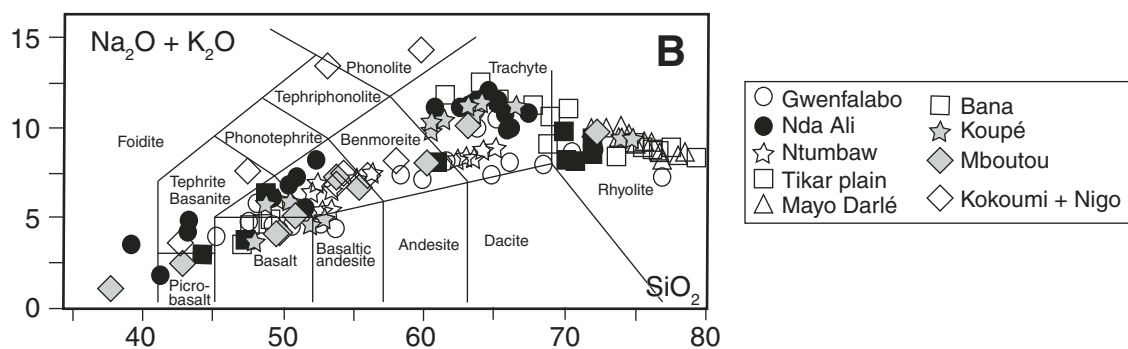 15
10
5
0
Na₂O + K₂O
B
Phonolite
Trachyte
Tephriphonolite
Foidite
Phonotephrite
Benmoreite
Tephrite
Basanite
Rhyolite
Basalt
Basaltic
andesite
Andesite
Dacite
Picro-
basalt
SiO₂
40
50
60
70
80
Gwenfalabo
Nda Ali
Ntumbaw
Tikar plain
Mayo Darlé
Bana
Koupé
Mboutou
Kokoumi + Nigo